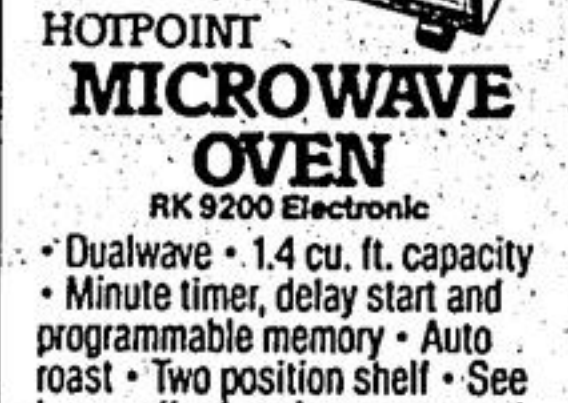 HOTPOINT
MICROWAVE
OVEN
RK 9200 Electronic
• Dualwave • 1.4 cu. ft. capacity
• Minute timer, delay start and
programmable memory • Auto
roast • Two position shelf • See